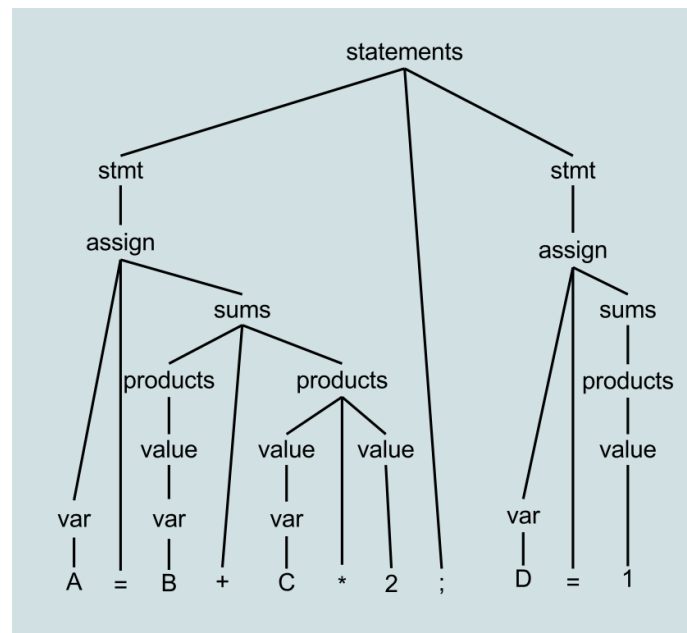 statements
stmt stmt
assign assign
sums sums
products products products
value value value value
var var var var
A = B + C * 2 ; D = 1